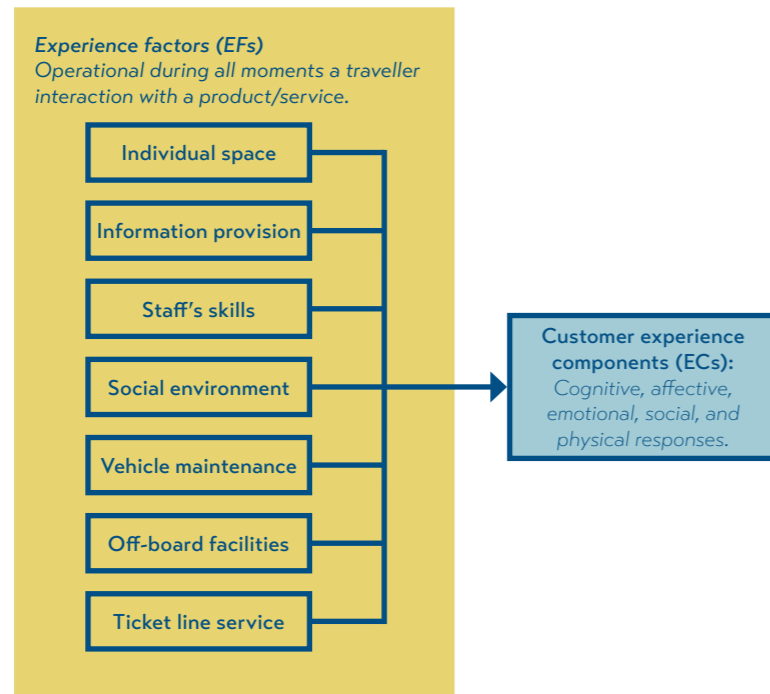 Experience factors (EFs)
Operational during all moments a traveller
interaction with a product/service.
Individual space
Information provision
Staff's skills
Social environment
Vehicle maintenance
Off-board facilities
Ticket line service
Customer experience
components (ECs):
Cognitive, affective,
emotional, social, and
physical responses.